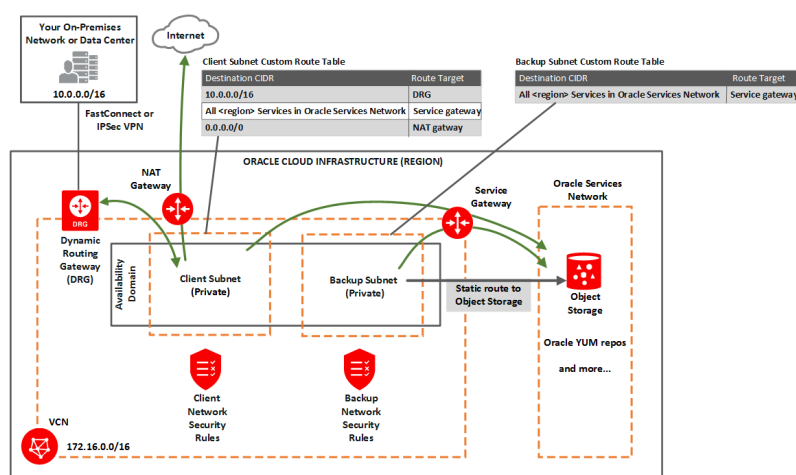 Your On-Premises
Network or Data Center
10.0.0.0/16
Internet
FastConnect or
IPSec VPN
Client Subnet Custom Route Table
Destination CIDR Route Target
10.0.0.0/16 DRG
All <region> Services in Oracle Services Network Service gateway
0.0.0.0/0 NAT gatway
Backup Subnet Custom Route Table
Destination CIDR Route Target
All <region> Services in Oracle Services Network Service gateway
ORACLE CLOUD INFRASTRUCTURE (REGION)
NAT
Gateway
Service
Gateway
Oracle Services
Network
DRG
Dynamic
Routing
Gateway
(DRG)
Availability
Domain
Client Subnet
(Private)
Backup Subnet
(Private)
Static route to
Object Storage
Object
Storage
Oracle YUM repos
and more...
Client
Network
Security
Rules
Backup
Network
Security
Rules
VCN
172.16.0.0/16